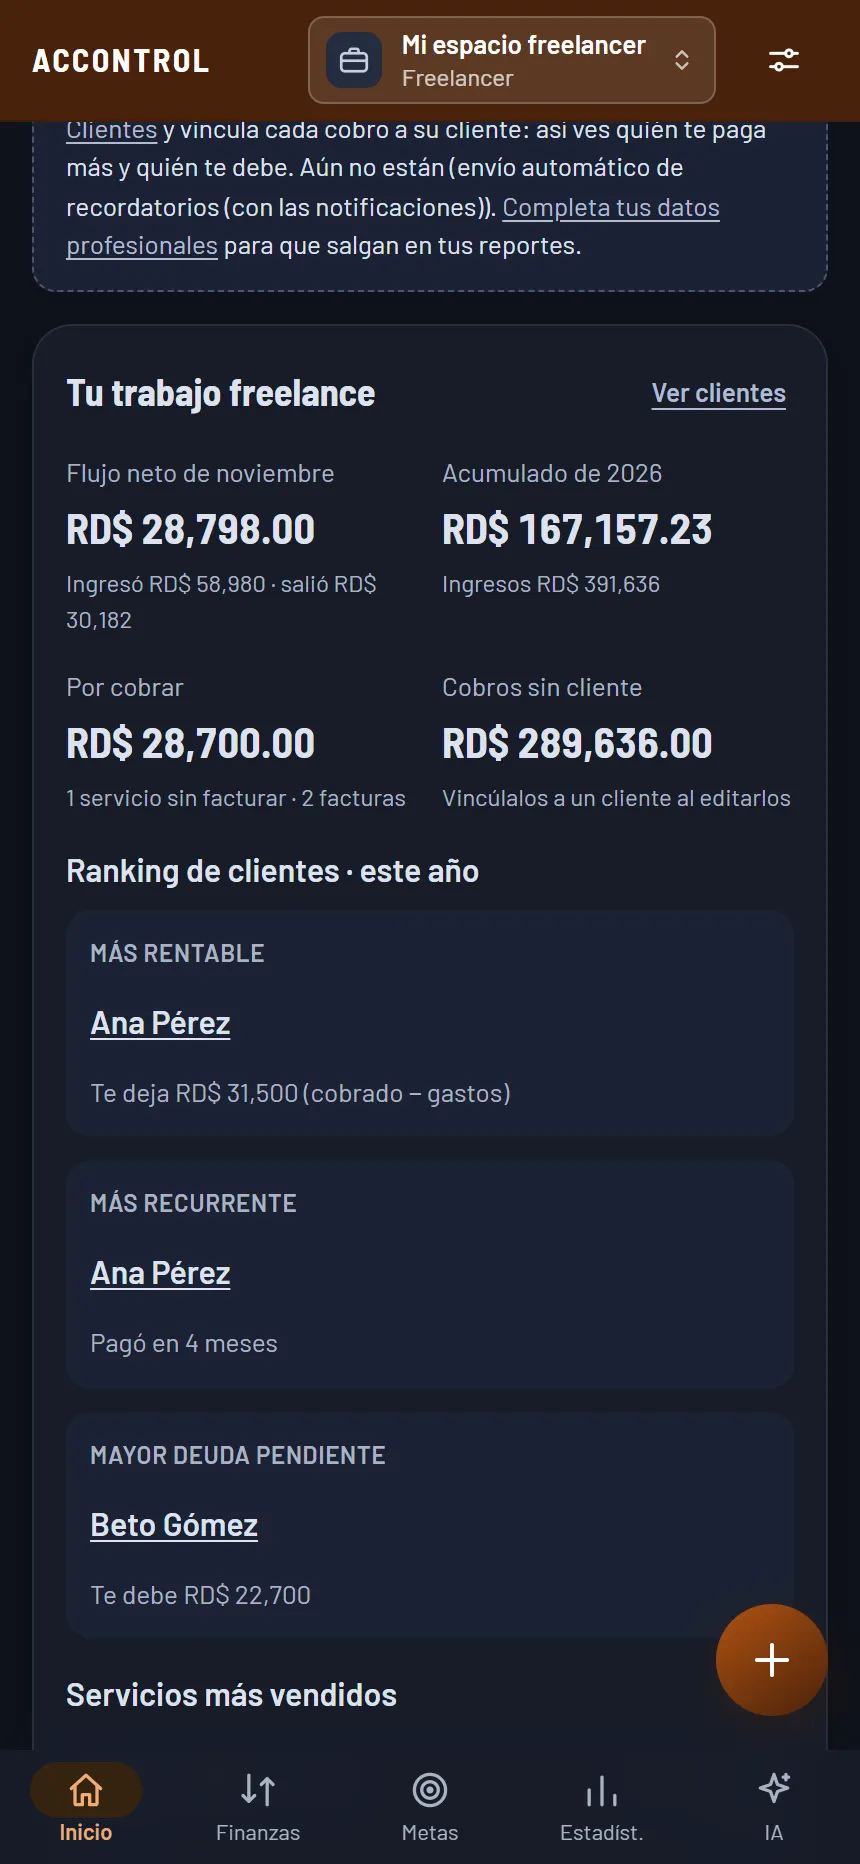 ACCONTROL
Mi espacio freelancer
Freelancer
Clientes y vincula cada cobro a su cliente: así ves quién te paga
más y quién te debe. Aún no están (envío automático de
recordatorios (con las notificaciones)). Completa tus datos
profesionales para que salgan en tus reportes.
Tu trabajo freelance
Ver clientes
Flujo neto de noviembre
RD$ 28,798.00
Ingresó RD$ 58,980 · salió RD$
30,182
Acumulado de 2026
RD$ 167,157.23
Ingresos RD$ 391,636
Por cobrar
RD$ 28,700.00
1 servicio sin facturar · 2 facturas
Cobros sin cliente
RD$ 289,636.00
Vincúlalos a un cliente al editarlos
Ranking de clientes · este año
MÁS RENTABLE
Ana Pérez
Te deja RD$ 31,500 (cobrado − gastos)
MÁS RECURRENTE
Ana Pérez
Pagó en 4 meses
MAYOR DEUDA PENDIENTE
Beto Gómez
Te debe RD$ 22,700
Servicios más vendidos
Inicio
Finanzas
Metas
Estadíst.
IA